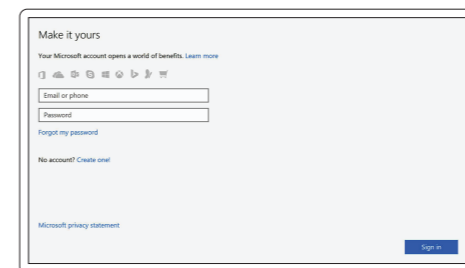 Make it yours
Your Microsoft account opens a world of benefits. Learn more
Email or phone
Password
Forgot my password
No account? Create one!
Microsoft privacy statement
Sign in